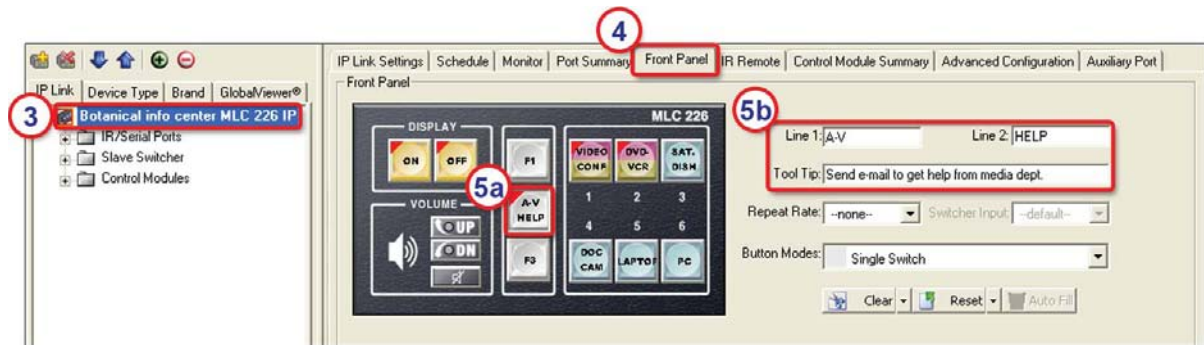 4
IP Link Settings Schedule Monitor Port Summary Front Panel IR Remote Control Module Summary Advanced Configuration Auxiliary Port
IP Link Device Type Brand GlobalViewer®
3
Botanical info center MLC 226 IP
IR/Serial Ports
Slave Switcher
Control Modules
Front Panel
MLC 226
DISPLAY
ON OFF
F1
VIDEO CONF
DVD-VCR
SAT. DISH
1 2 3
5a
A-V HELP
VOLUME
UP
DN
4 5 6
F3
DOC CAM
LAPTOP
PC
5b
Line 1: A-V Line 2: HELP
Tool Tip: Send e-mail to get help from media dept.
Repeat Rate: --none-- Switcher Input: --default--
Button Modes: Single Switch
Clear Reset Auto Fill